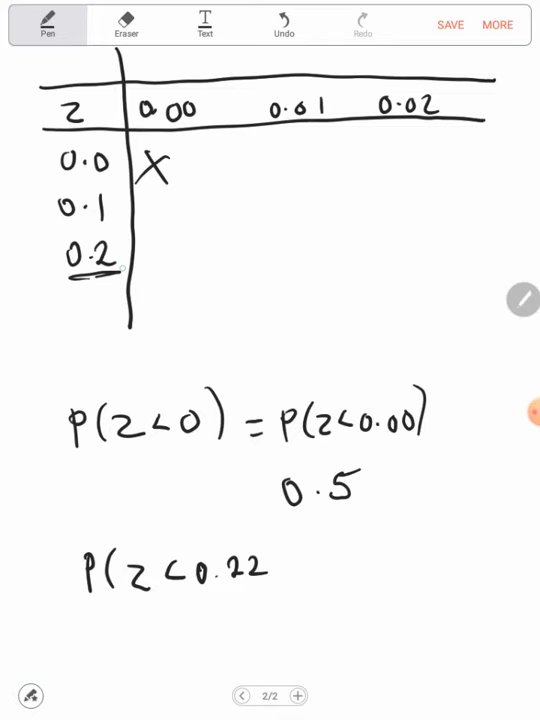 Pen Eraser Text Undo Redo SAVE MORE
z 0.00 0.01 0.02
0.0 X
0.1
0.2
P(z<0) = P(z<0.00)
0.5
P(z<0.22
2/2